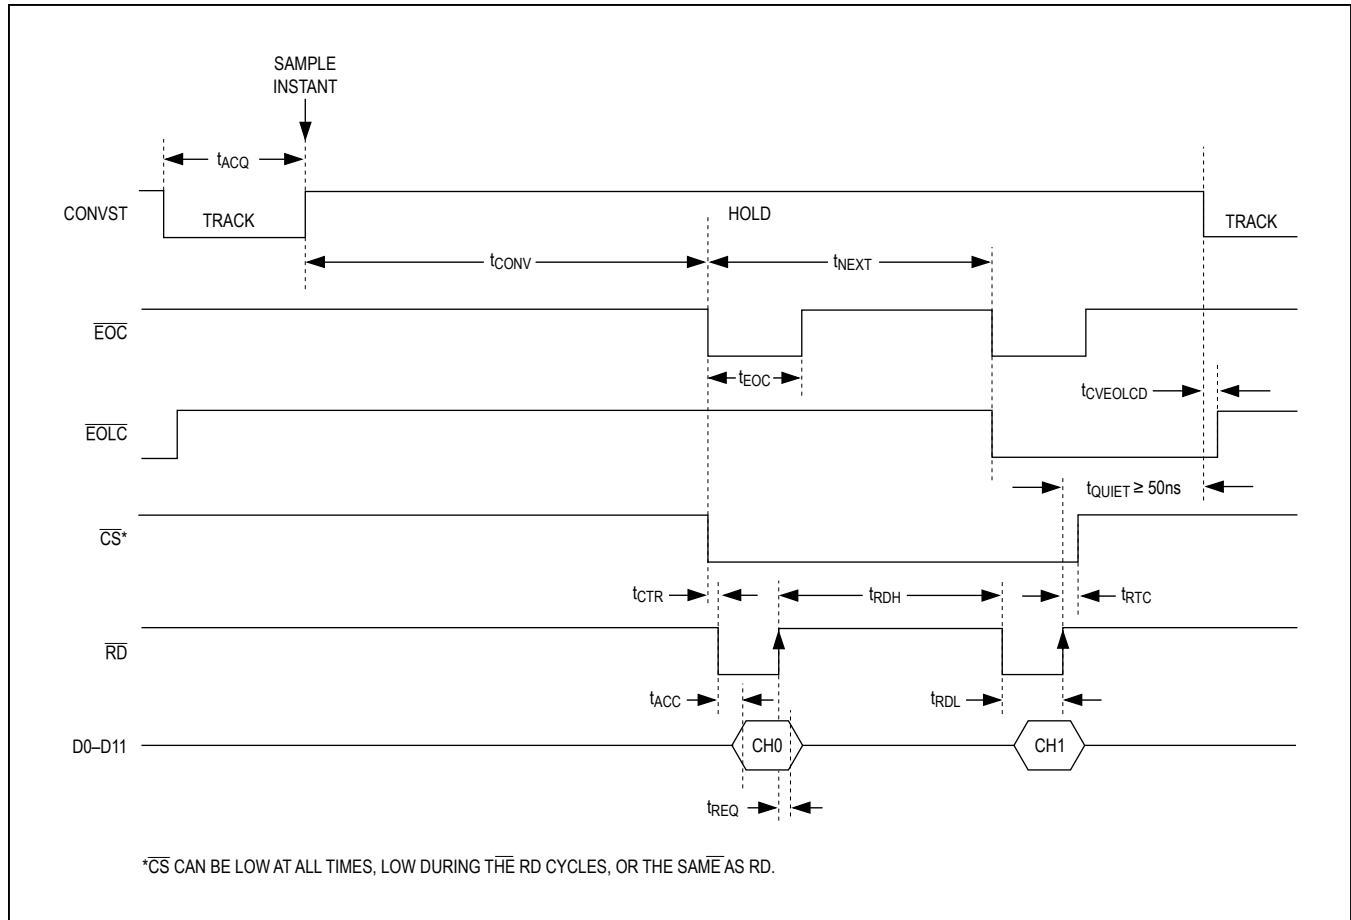 SAMPLE
INSTANT
tACQ
CONVST
TRACK
HOLD
TRACK
tCONV
tNEXT
EOC
tEOC
tCVEOLCD
EOLC
tQUIET ≥ 50ns
CS*
tCTR
tRDH
tRTC
RD
tACC
tRDL
D0–D11
CH0
CH1
tREQ
*CS CAN BE LOW AT ALL TIMES, LOW DURING THE RD CYCLES, OR THE SAME AS RD.